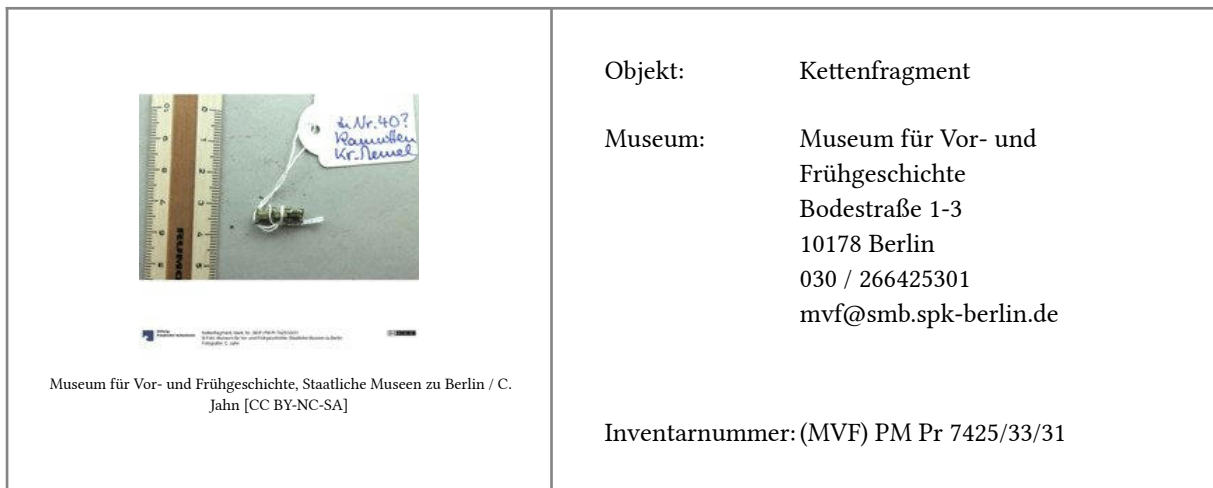 zu Nr. 40?
Kr. Memel
Museum für Vor- und Frühgeschichte, Staatliche Museen zu Berlin / C.
Jahn [CC BY-NC-SA]
Objekt: Kettenfragment
Museum: Museum für Vor- und
Frühgeschichte
Bodestraße 1-3
10178 Berlin
030 / 266425301
mvf@smb.spk-berlin.de
Inventarnummer: (MVF) PM Pr 7425/33/31